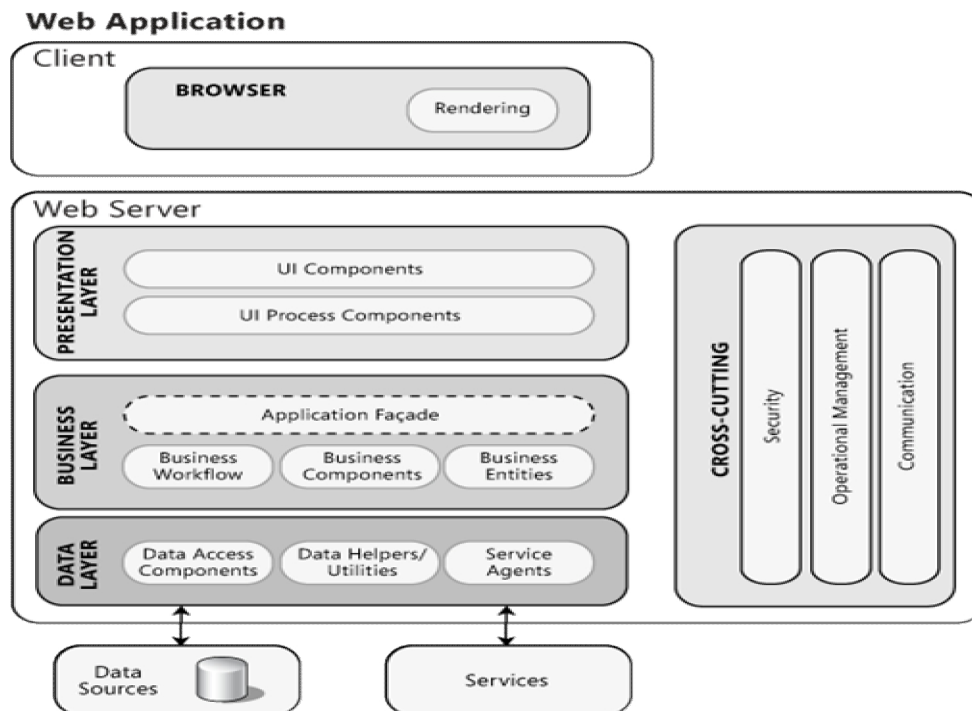 Web Application
Client
BROWSER
Rendering
Web Server
PRESENTATION
LAYER
UI Components
UI Process Components
BUSINESS
LAYER
Application Façade
Business
Workflow
Business
Components
Business
Entities
DATA
LAYER
Data Access
Components
Data Helpers/
Utilities
Service
Agents
CROSS-CUTTING
Security
Operational Management
Communication
Data
Sources
Services